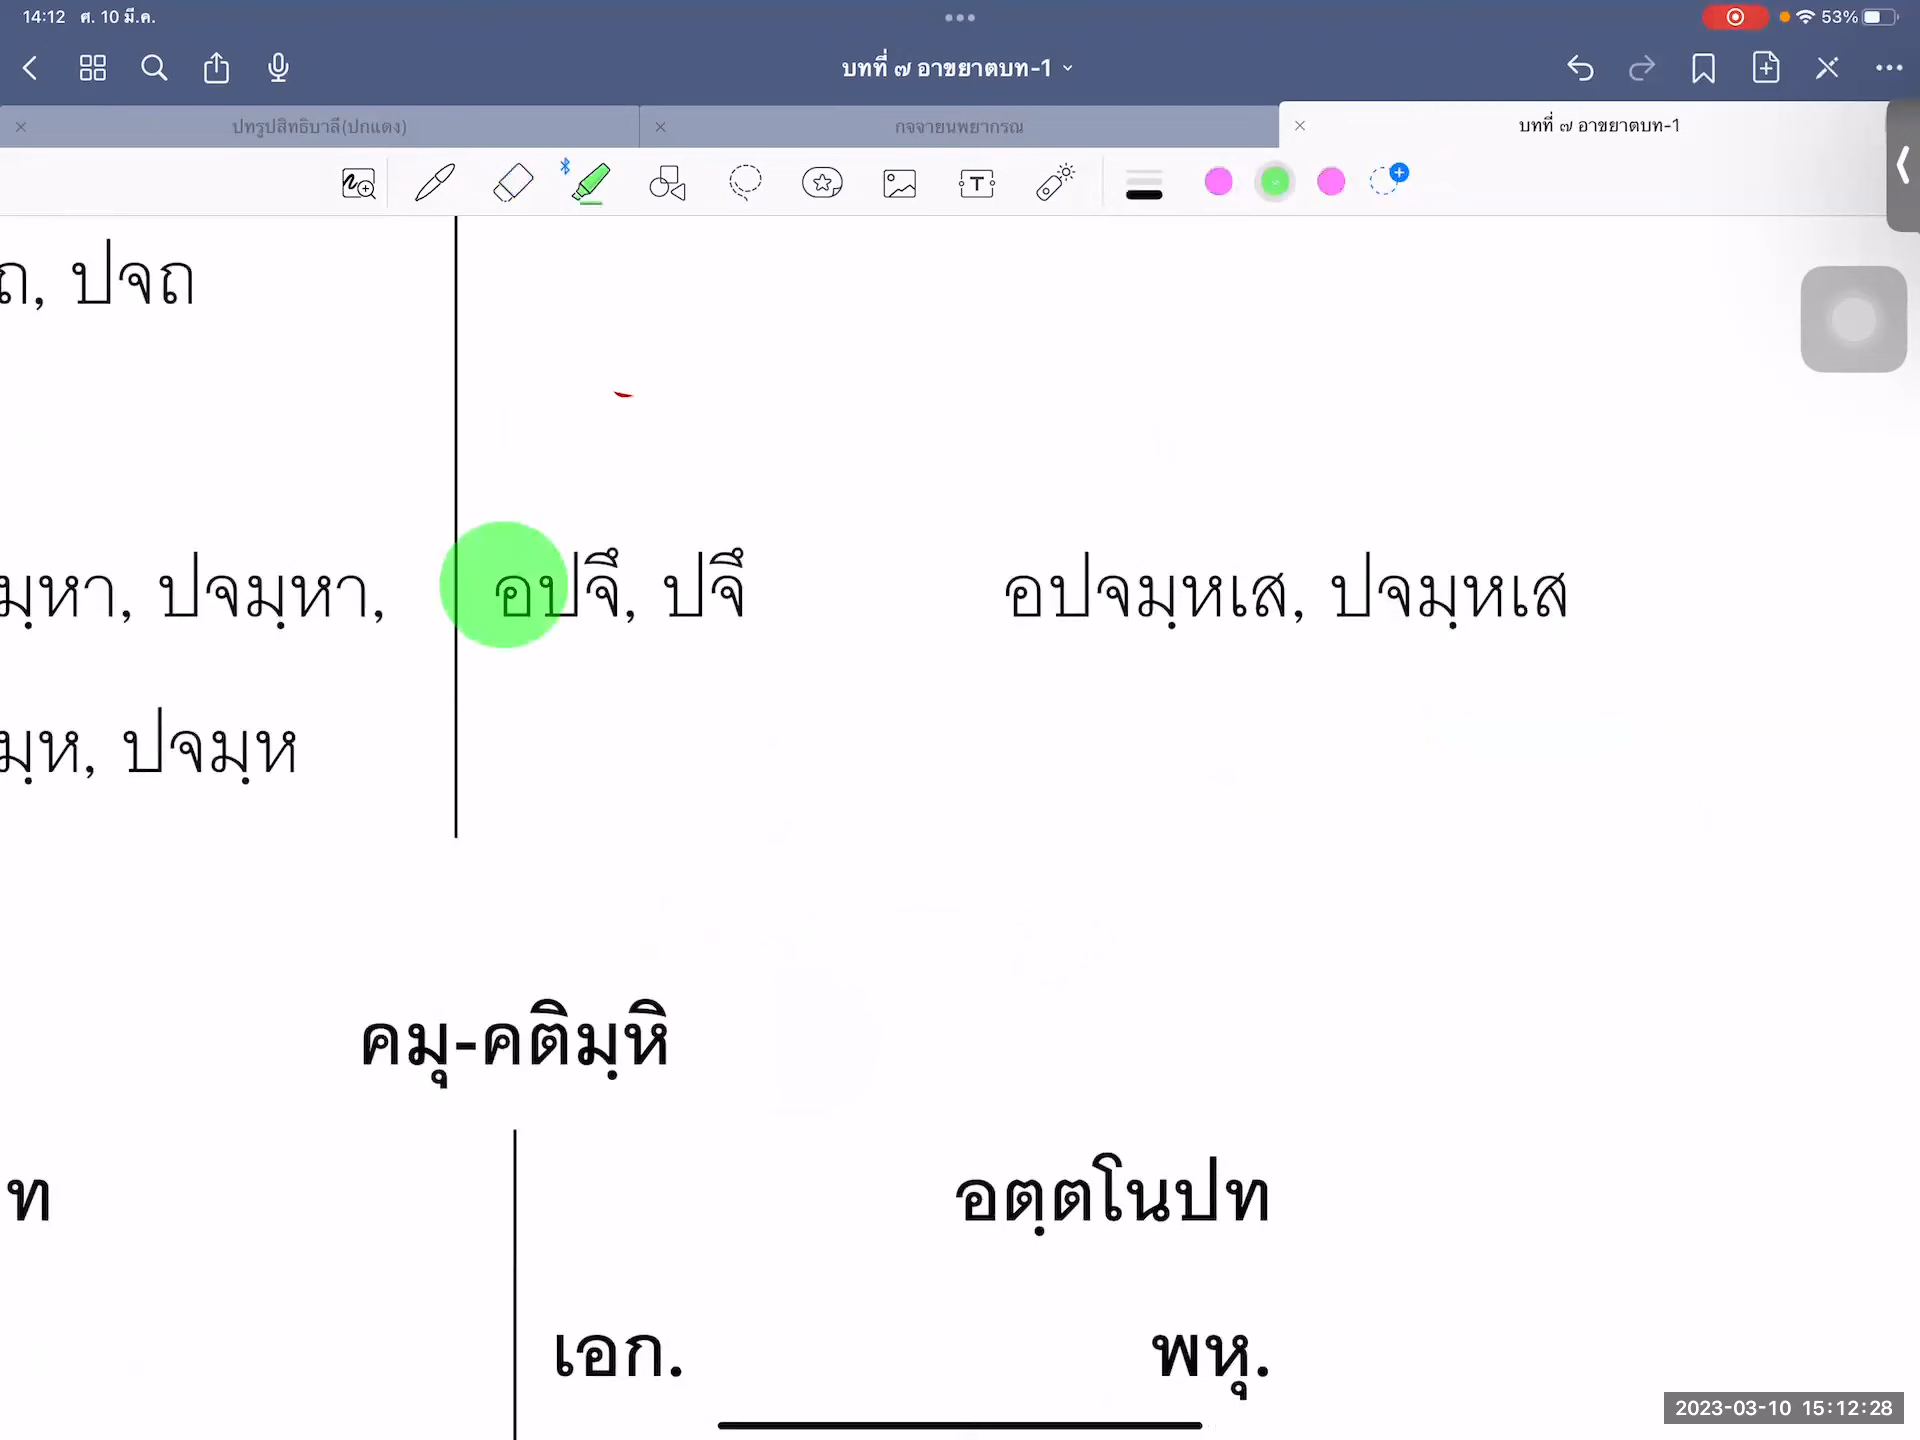 14:12 ศ. 10 มี.ค.
53%
บทที่ ๗ อาขยาตบท-1
ปทรูปสิทธิบาลี(ปกแดง)
กจจายนพยากรณ
บทที่ ๗ อาขยาตบท-1
ถ, ปจถ
มฺหา, ปจมฺหา, อปจึ, ปจึ อปจมฺหเส, ปจมฺหเส
มฺห, ปจมฺห
คมุ-คติมฺหิ
ท อตฺตโนปท
เอก. พหุ.
2023-03-10 15:12:28